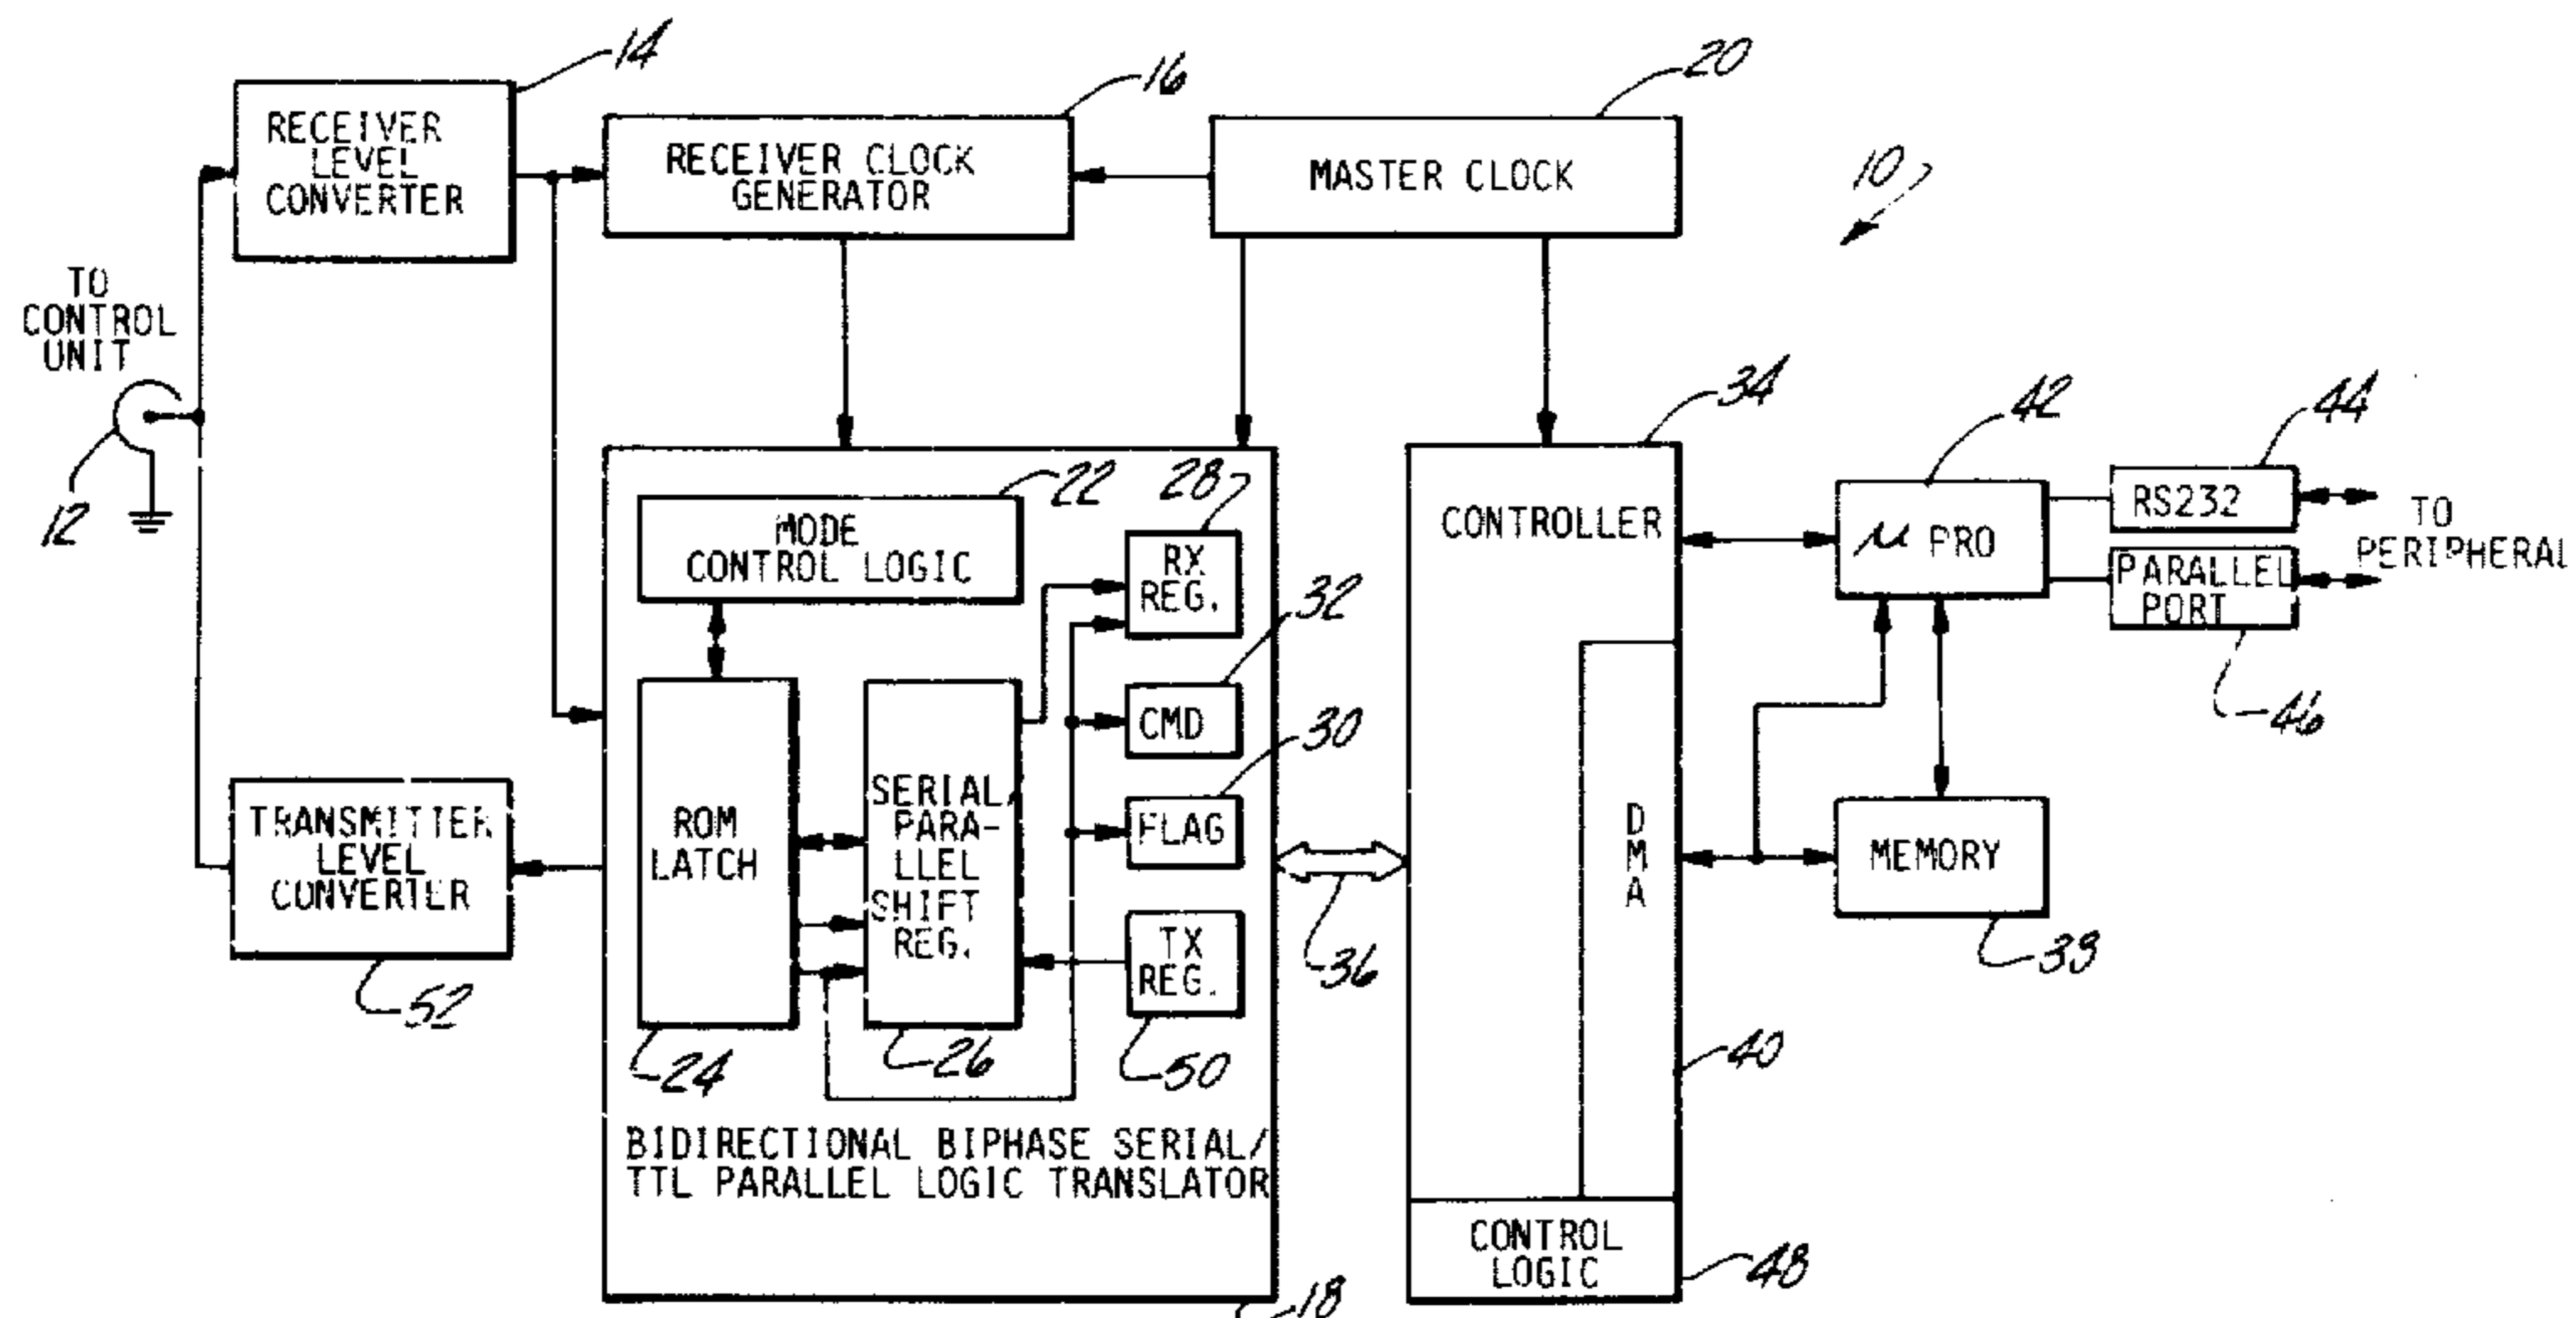 14
RECEIVER
LEVEL
CONVERTER
16
RECEIVER CLOCK
GENERATOR
20
MASTER CLOCK
10
TO
CONTROL
UNIT
12
22
MODE
CONTROL LOGIC
28
RX
REG.
32
CMD
30
FLAG
TX
REG.
50
ROM
LATCH
24
SERIAL/
PARA-
LLEL
SHIFT
REG.
26
BIDIRECTIONAL BIPHASE SERIAL/
TTL PARALLEL LOGIC TRANSLATOR
18
TRANSMITTER
LEVEL
CONVERTER
52
36
34
CONTROLLER
DMA
40
CONTROL
LOGIC
48
42
μ PRO
44
RS232
PARALLEL
PORT
46
TO
PERIPHERAL
MEMORY
38